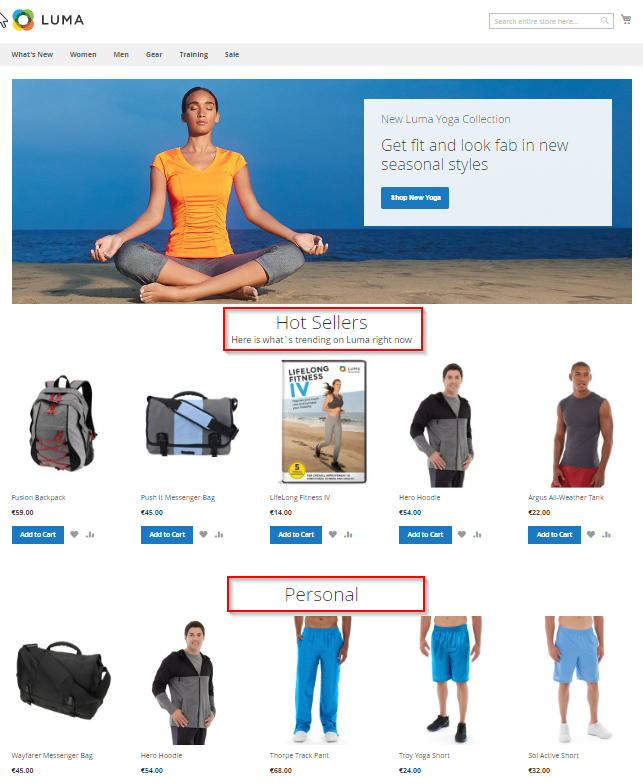 LUMA
Search entire store here...
What's New Women Men Gear Training Sale
New Luma Yoga Collection
Get fit and look fab in new
seasonal styles
Shop New Yoga
Hot Sellers
Here is what`s trending on Luma right now
LIFELONG
FITNESS
IV
LUMA
5
Fusion Backpack
€59.00
Add to Cart
Push It Messenger Bag
€45.00
Add to Cart
LifeLong Fitness IV
€14.00
Add to Cart
Hero Hoodie
€54.00
Add to Cart
Argus All-Weather Tank
€22.00
Add to Cart
Personal
Wayfarer Messenger Bag
€45.00
Hero Hoodie
€54.00
Thorpe Track Pant
€68.00
Troy Yoga Short
€24.00
Sol Active Short
€32.00